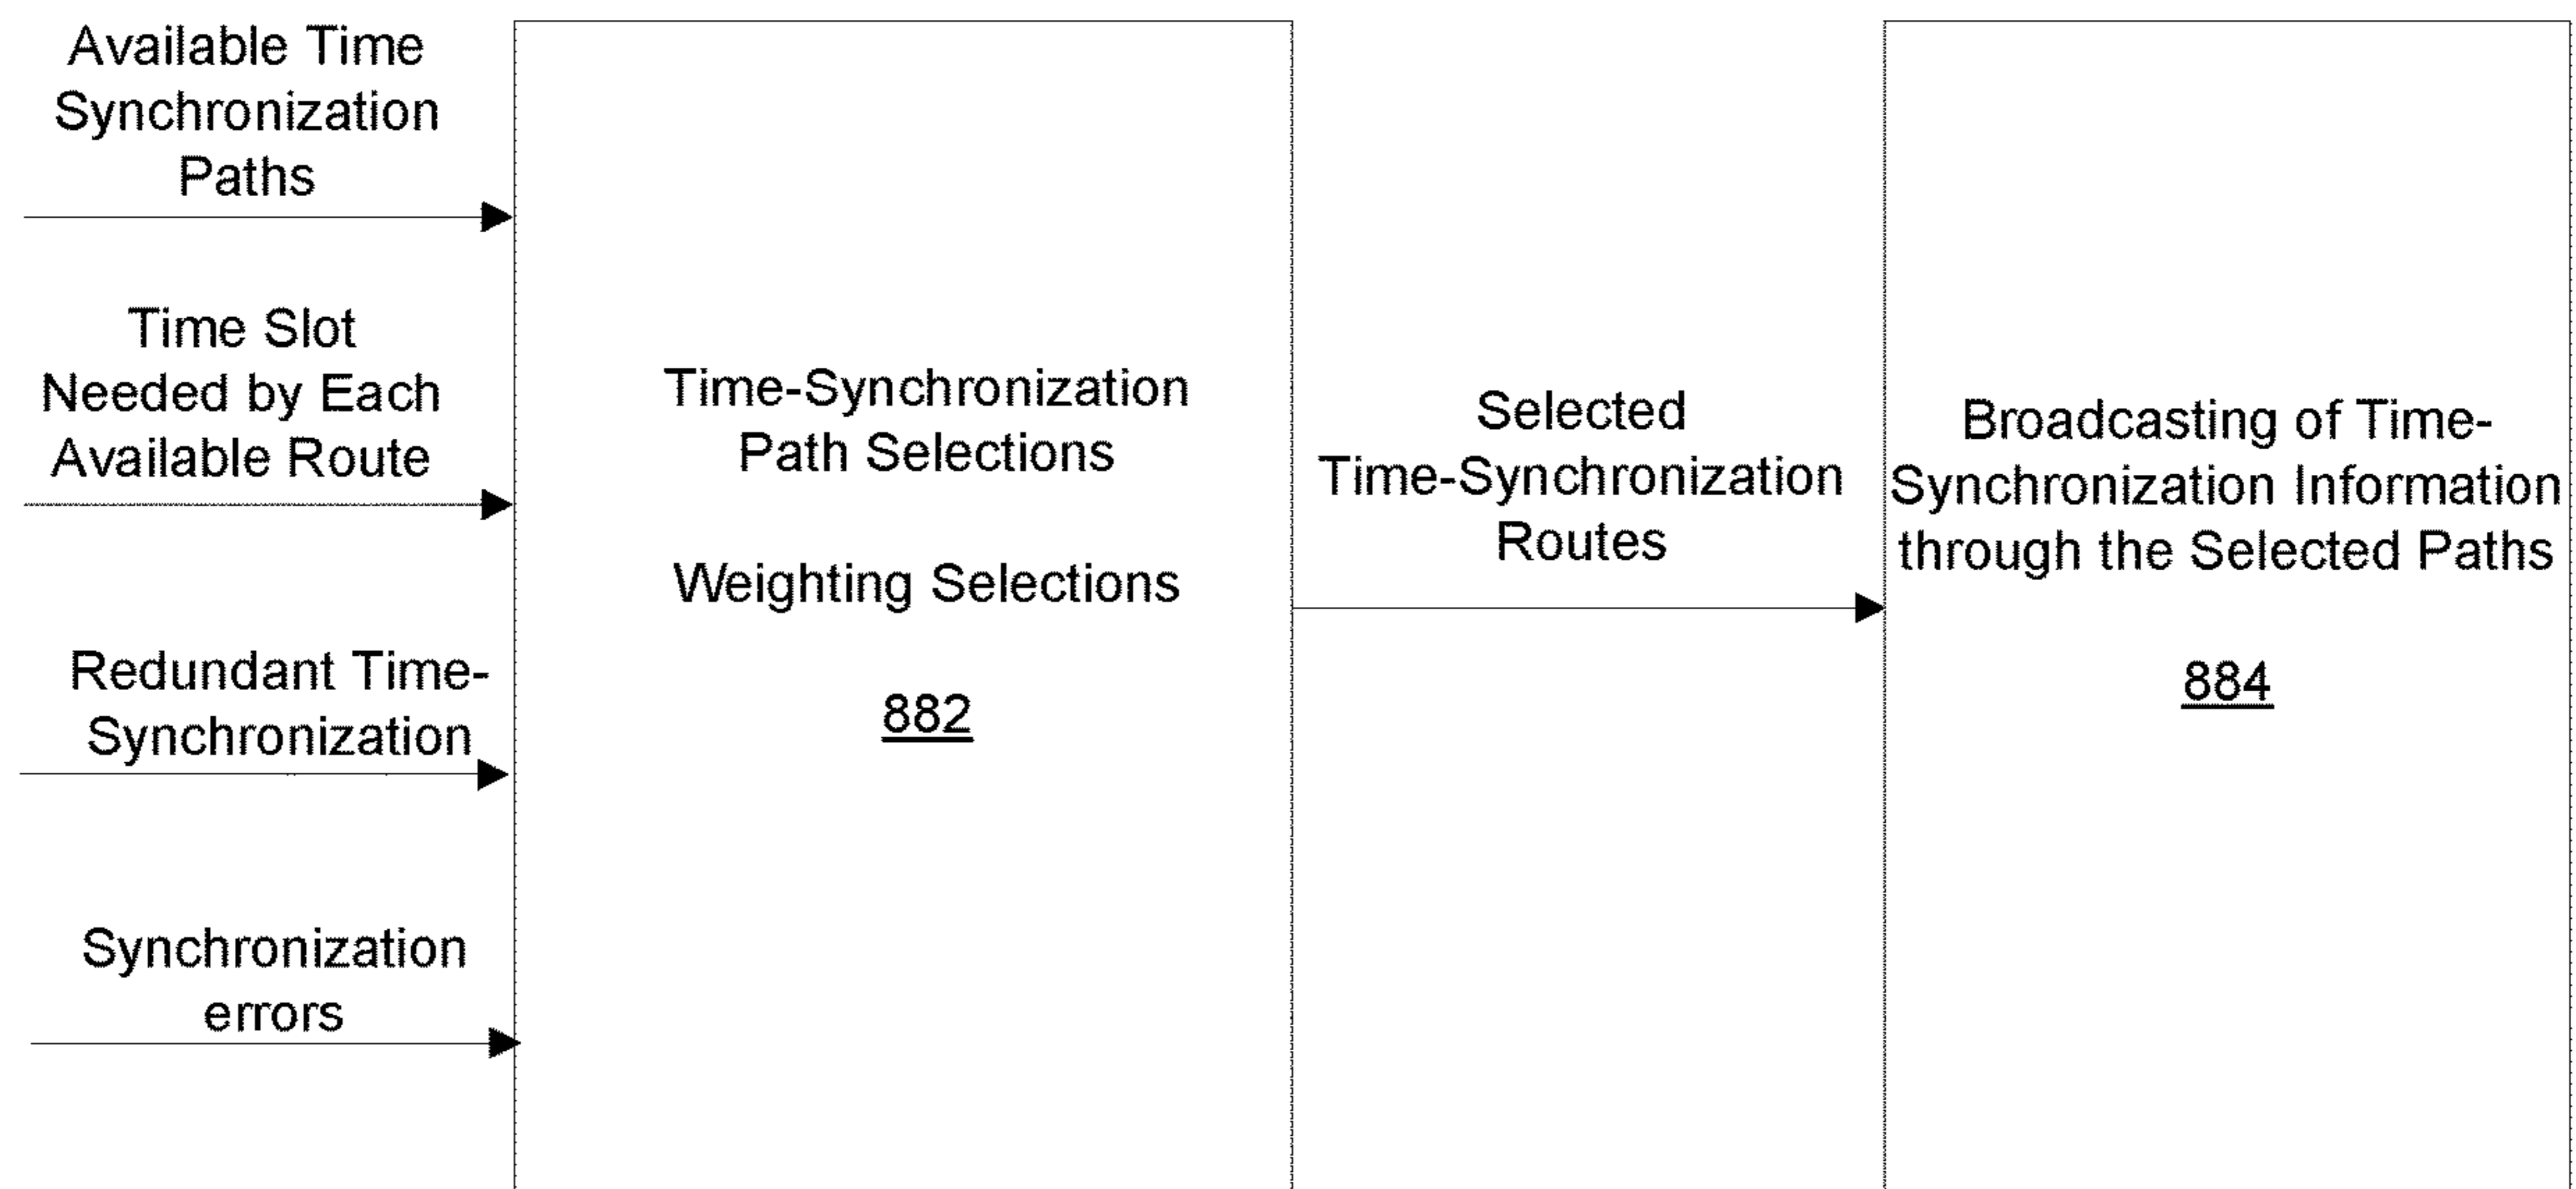 Available Time
Synchronization
Paths
Time Slot
Needed by Each
Available Route
Redundant Time-
Synchronization
Synchronization
errors
Time-Synchronization
Path Selections
Weighting Selections
882
Selected
Time-Synchronization
Routes
Broadcasting of Time-
Synchronization Information
through the Selected Paths
884